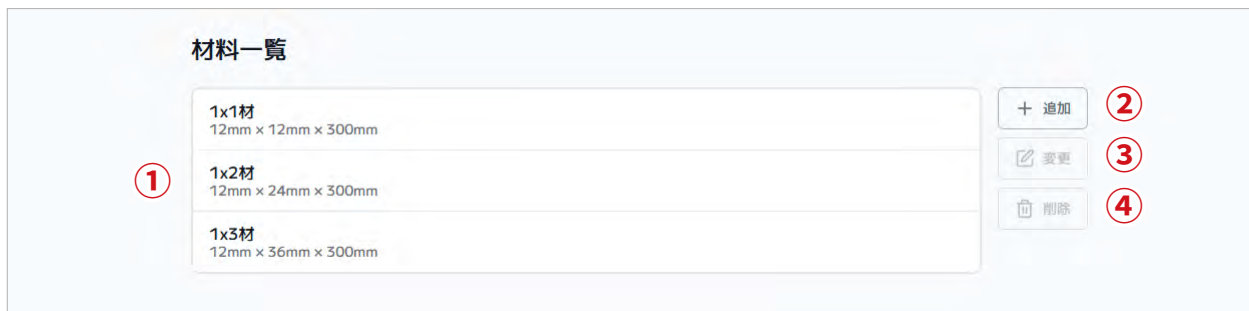 材料一覧
1x1材
12mm × 12mm × 300mm
① 1x2材
12mm × 24mm × 300mm
1x3材
12mm × 36mm × 300mm
+ 追加 ②
変更 ③
削除 ④